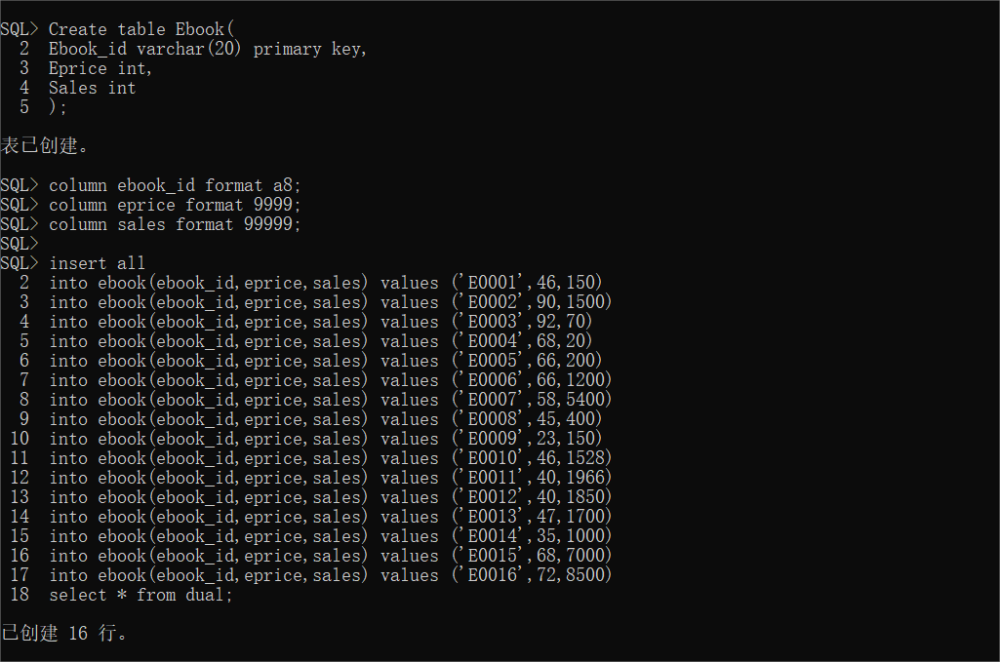 SQL> Create table Ebook(
  2  Ebook_id varchar(20) primary key,
  3  Eprice int,
  4  Sales int
  5  );
表已创建。
SQL> column ebook_id format a8;
SQL> column eprice format 9999;
SQL> column sales format 99999;
SQL>
SQL> insert all
  2  into ebook(ebook_id,eprice,sales) values ('E0001',46,150)
  3  into ebook(ebook_id,eprice,sales) values ('E0002',90,1500)
  4  into ebook(ebook_id,eprice,sales) values ('E0003',92,70)
  5  into ebook(ebook_id,eprice,sales) values ('E0004',68,20)
  6  into ebook(ebook_id,eprice,sales) values ('E0005',66,200)
  7  into ebook(ebook_id,eprice,sales) values ('E0006',66,1200)
  8  into ebook(ebook_id,eprice,sales) values ('E0007',58,5400)
  9  into ebook(ebook_id,eprice,sales) values ('E0008',45,400)
 10  into ebook(ebook_id,eprice,sales) values ('E0009',23,150)
 11  into ebook(ebook_id,eprice,sales) values ('E0010',46,1528)
 12  into ebook(ebook_id,eprice,sales) values ('E0011',40,1966)
 13  into ebook(ebook_id,eprice,sales) values ('E0012',40,1850)
 14  into ebook(ebook_id,eprice,sales) values ('E0013',47,1700)
 15  into ebook(ebook_id,eprice,sales) values ('E0014',35,1000)
 16  into ebook(ebook_id,eprice,sales) values ('E0015',68,7000)
 17  into ebook(ebook_id,eprice,sales) values ('E0016',72,8500)
 18  select * from dual;
已创建 16 行。